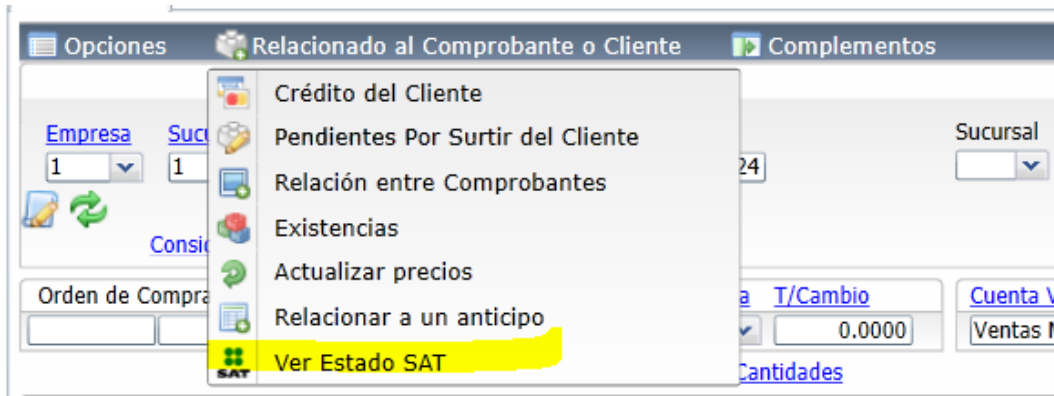 Opciones Relacionado al Comprobante o Cliente Complementos
Crédito del Cliente
Pendientes Por Surtir del Cliente
Relación entre Comprobantes
Existencias
Actualizar precios
Relacionar a un anticipo
SAT Ver Estado SAT
Empresa Sucu Sucursal
1 1 24
Consid
Orden de Compra a T/Cambio Cuenta V
0.0000 Ventas N
Cantidades